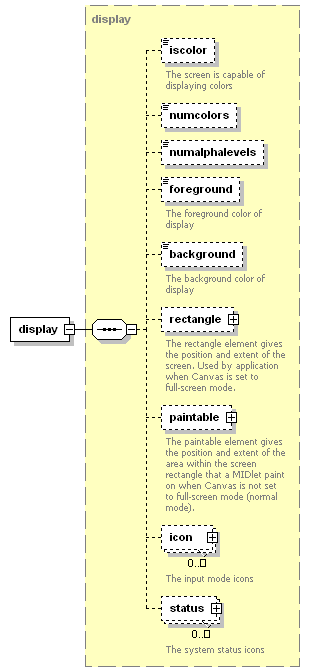 display
iscolor
The screen is capable of
displaying colors
numcolors
numalphalevels
foreground
The foreground color of
display
background
The background color of
display
display
rectangle
The rectangle element gives
the position and extent of the
screen. Used by application
when Canvas is set to
full-screen mode.
paintable
The paintable element gives
the position and extent of the
area within the screen
rectangle that a MIDlet paint
on when Canvas is not set
to full-screen mode (normal
mode).
icon
0..
The input mode icons
status
0..
The system status icons